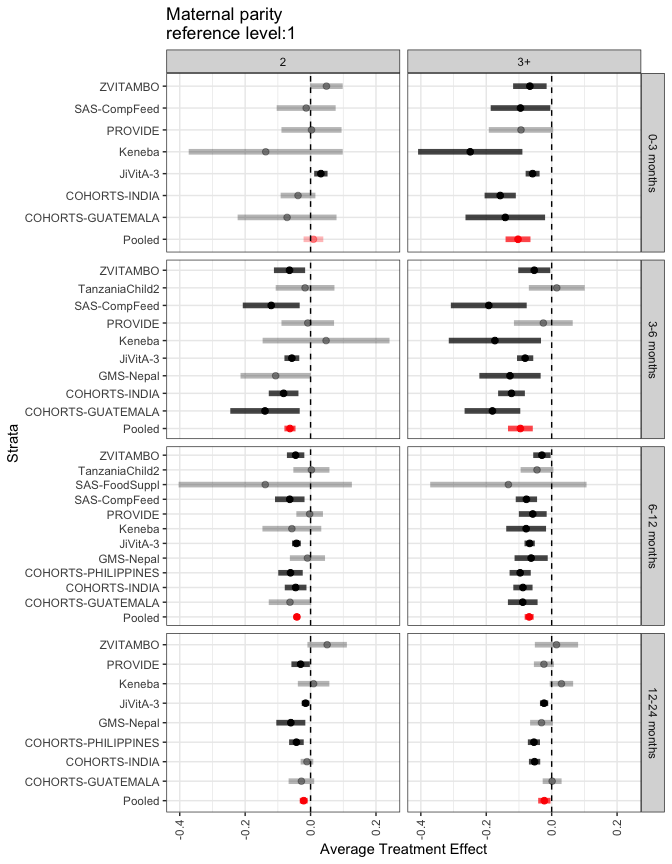 Maternal parity
reference level:1
2
3+
ZVITAMBO
SAS-CompFeed
PROVIDE
Keneba
JiVitA-3
COHORTS-INDIA
COHORTS-GUATEMALA
Pooled
0-3 months
ZVITAMBO
TanzaniaChild2
SAS-CompFeed
PROVIDE
Keneba
JiVitA-3
GMS-Nepal
COHORTS-INDIA
COHORTS-GUATEMALA
Pooled
3-6 months
Strata
ZVITAMBO
TanzaniaChild2
SAS-FoodSuppl
SAS-CompFeed
PROVIDE
Keneba
JiVitA-3
GMS-Nepal
COHORTS-PHILIPPINES
COHORTS-INDIA
COHORTS-GUATEMALA
Pooled
6-12 months
ZVITAMBO
PROVIDE
Keneba
JiVitA-3
GMS-Nepal
COHORTS-PHILIPPINES
COHORTS-INDIA
COHORTS-GUATEMALA
Pooled
12-24 months
-0.4 -0.2 0.0 0.2 -0.4 -0.2 0.0 0.2
Average Treatment Effect